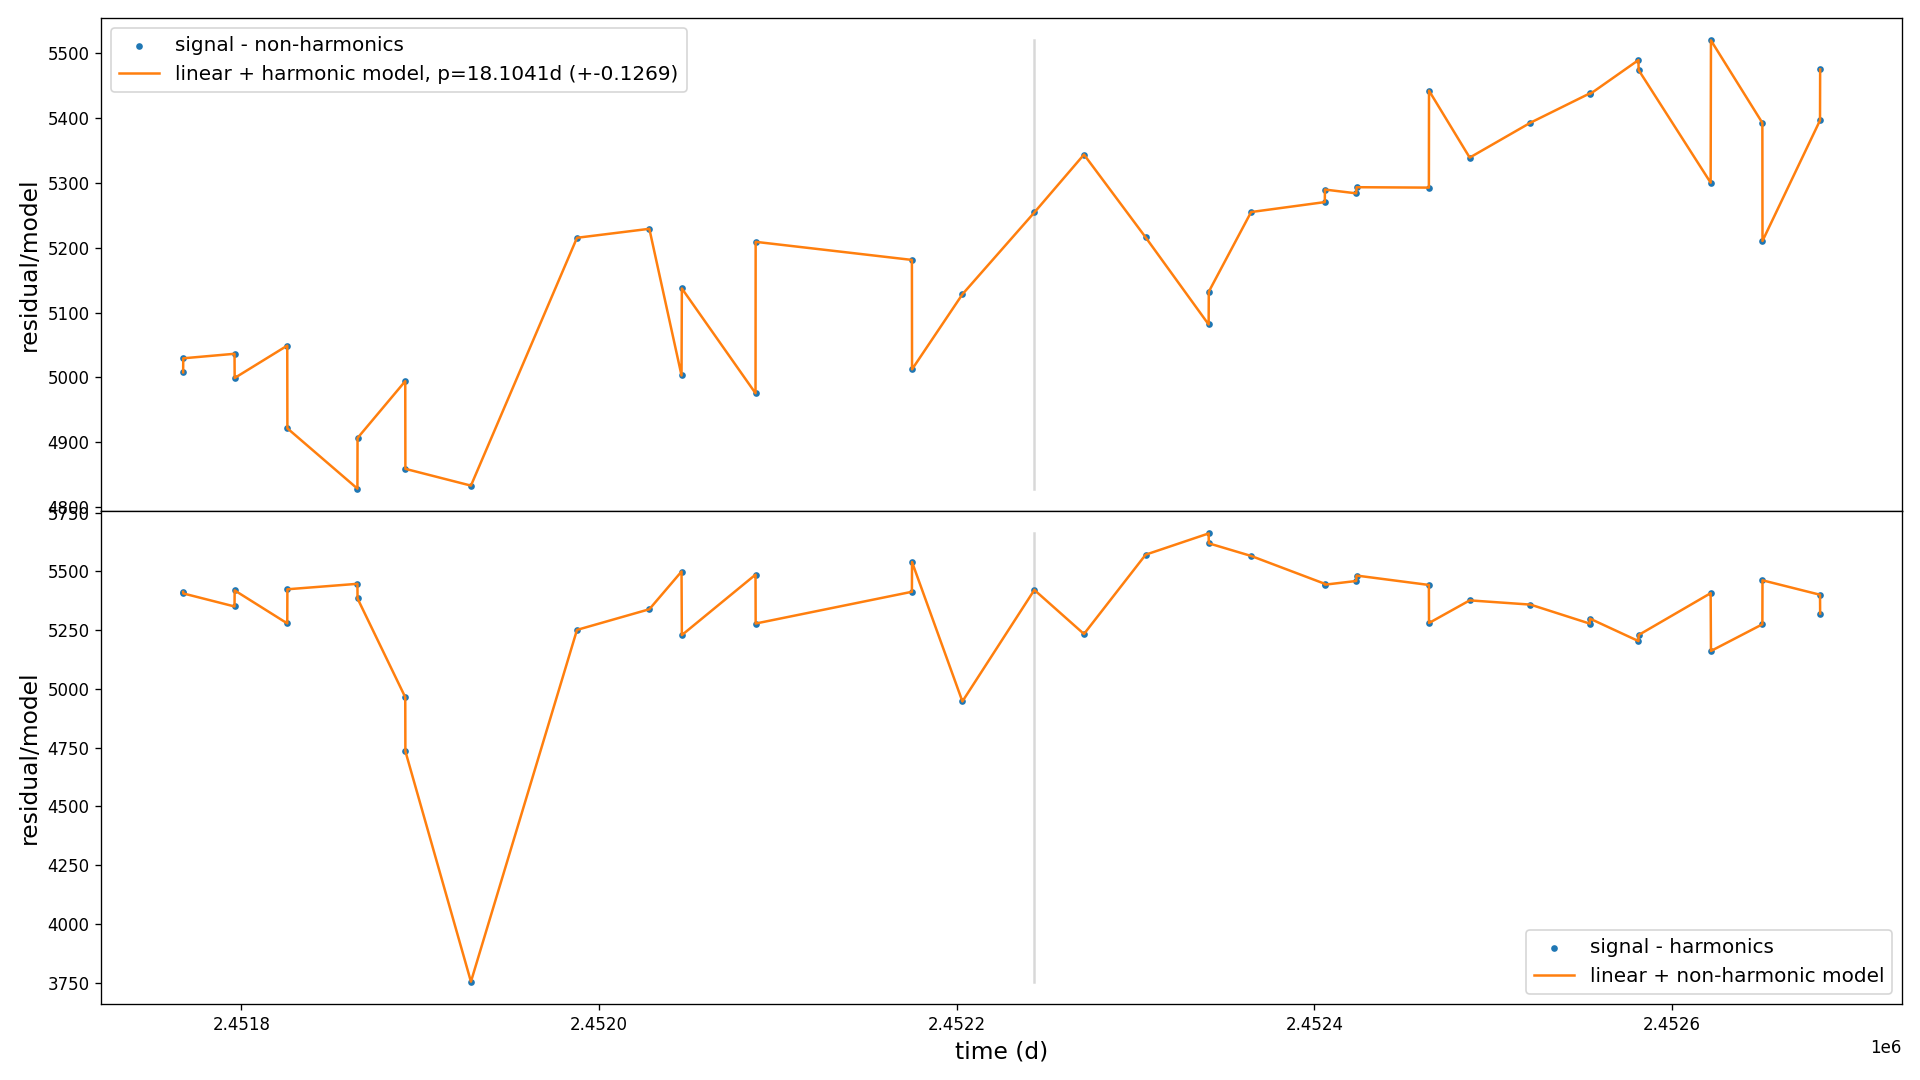 signal - non-harmonics
linear + harmonic model, p=18.1041d (+-0.1269)
residual/model
5500
5400
5300
5200
5100
5000
4900
4800
5750
5500
5250
5000
4750
4500
4250
4000
3750
residual/model
signal - harmonics
linear + non-harmonic model
2.4518
2.4520
2.4522
2.4524
2.4526
time (d)
1e6